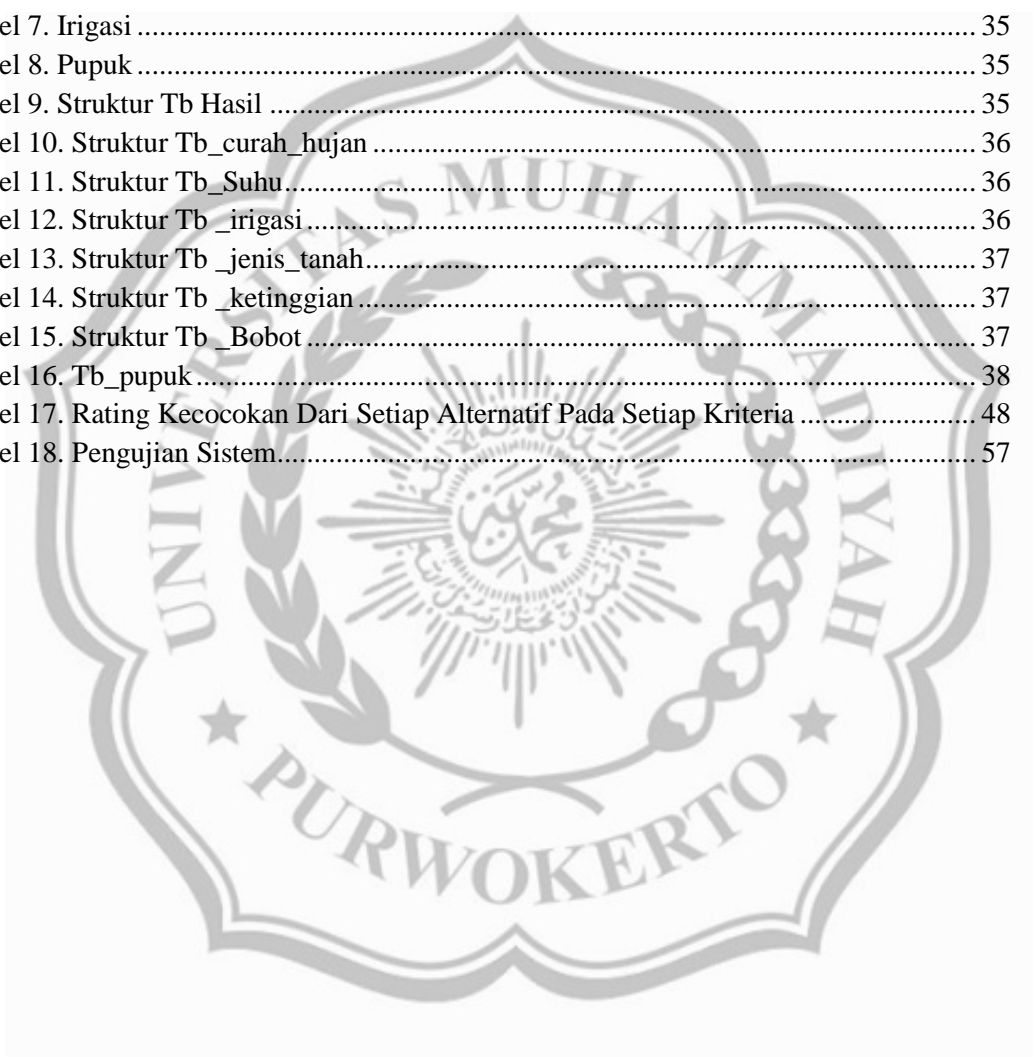 el 7. Irigasi ........................................................................................................ 35
el 8. Pupuk ........................................................................................................ 35
el 9. Struktur Tb Hasil ........................................................................................ 35
el 10. Struktur Tb_curah_hujan ........................................................................... 36
el 11. Struktur Tb_Suhu....................................................................................... 36
el 12. Struktur Tb _irigasi .................................................................................... 36
el 13. Struktur Tb _jenis_tanah............................................................................. 37
el 14. Struktur Tb _ketinggian .............................................................................. 37
el 15. Struktur Tb _Bobot .................................................................................... 37
el 16. Tb_pupuk .................................................................................................. 38
el 17. Rating Kecocokan Dari Setiap Alternatif Pada Setiap Kriteria ........................ 48
el 18. Pengujian Sistem........................................................................................ 57
UNIVERSITAS MUHAMMADIYAH
PURWOKERTO